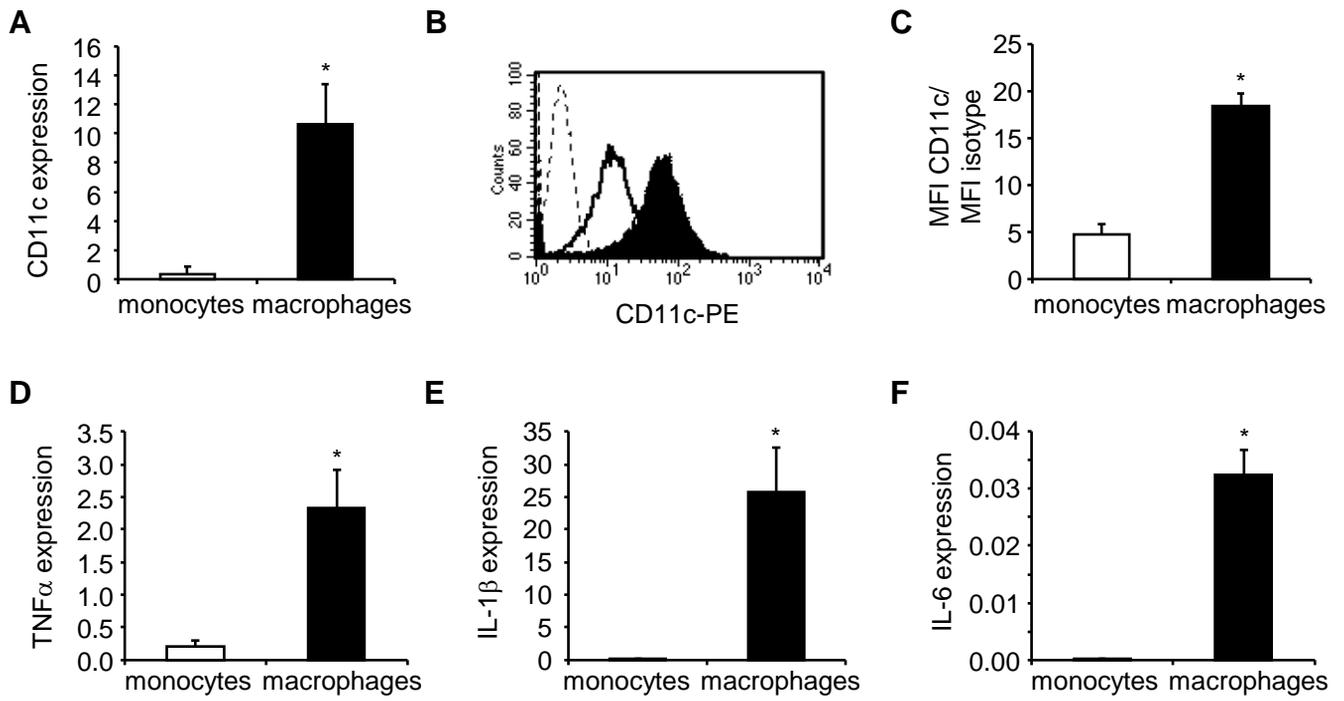 A
CD11c expression
16
14
12
10
8
6
4
2
0
*
monocytes macrophages
B
Counts
100
80
60
40
20
0
10⁰ 10¹ 10² 10³ 10⁴
CD11c-PE
C
MFI CD11c/
MFI isotype
25
20
15
10
5
0
*
monocytes macrophages
D
TNFα expression
3.5
3.0
2.5
2.0
1.5
1.0
0.5
0.0
*
monocytes macrophages
E
IL-1β expression
35
30
25
20
15
10
5
0
*
monocytes macrophages
F
IL-6 expression
0.04
0.03
0.02
0.01
0.00
*
monocytes macrophages